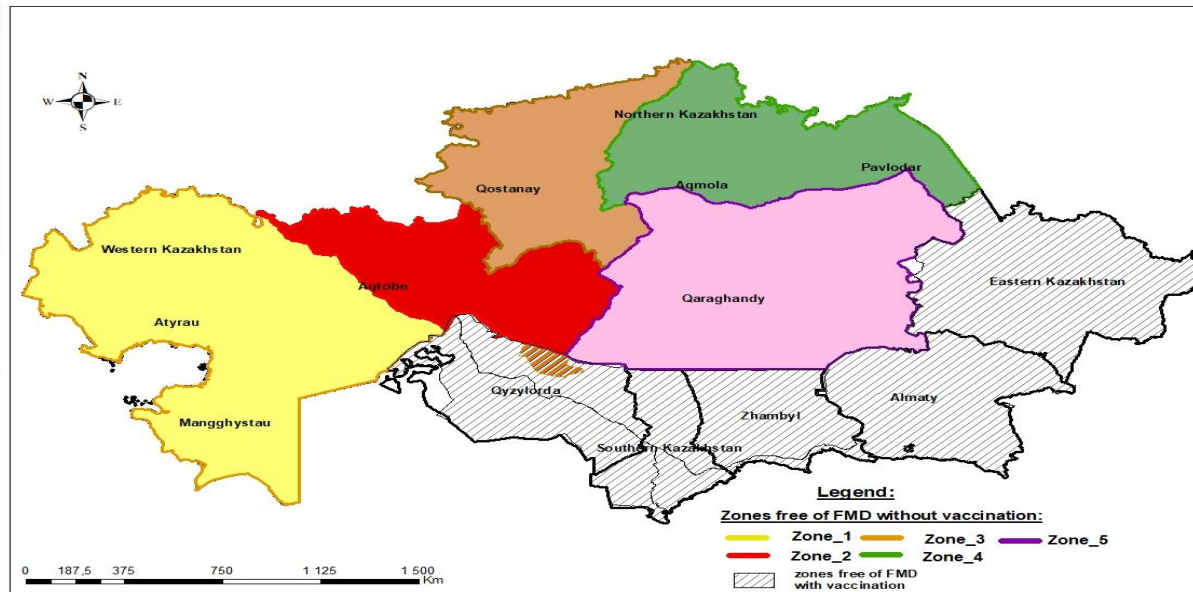 N
W E
S
Northern Kazakhstan
Pavlodar
Qostanay
Aqmola
Western Kazakhstan
Aqtobe
Eastern Kazakhstan
Qaraghandy
Atyrau
Qyzylorda
Almaty
Zhambyl
Mangghystau
Southern Kazakhstan
Legend:
Zones free of FMD without vaccination:
Zone_1 Zone_3 Zone_5
Zone_2 Zone_4
zones free of FMD
with vaccination
0 187,5 375 750 1 125 1 500
Km